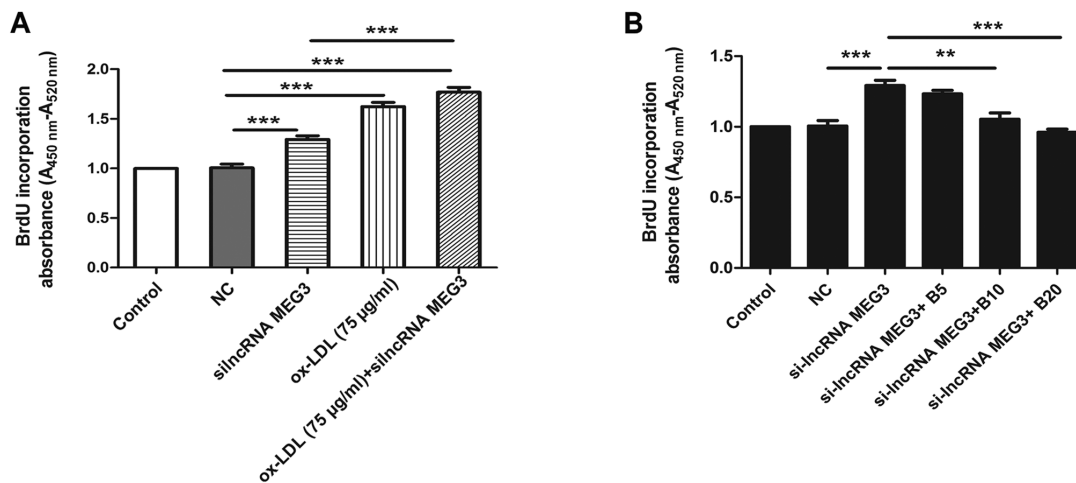 A
BrdU incorporation
absorbance (A450 nm-A520 nm)
2.0
1.5
1.0
0.5
0.0
***
***
***
***
Control
NC
silncRNA MEG3
ox-LDL (75 µg/ml)
ox-LDL (75 µg/ml)+silncRNA MEG3
B
BrdU incorporation
absorbance (A450 nm-A520 nm)
1.5
1.0
0.5
0.0
***
***
**
Control
NC
si-lncRNA MEG3
si-lncRNA MEG3+ B5
si-lncRNA MEG3+B10
si-lncRNA MEG3+ B20